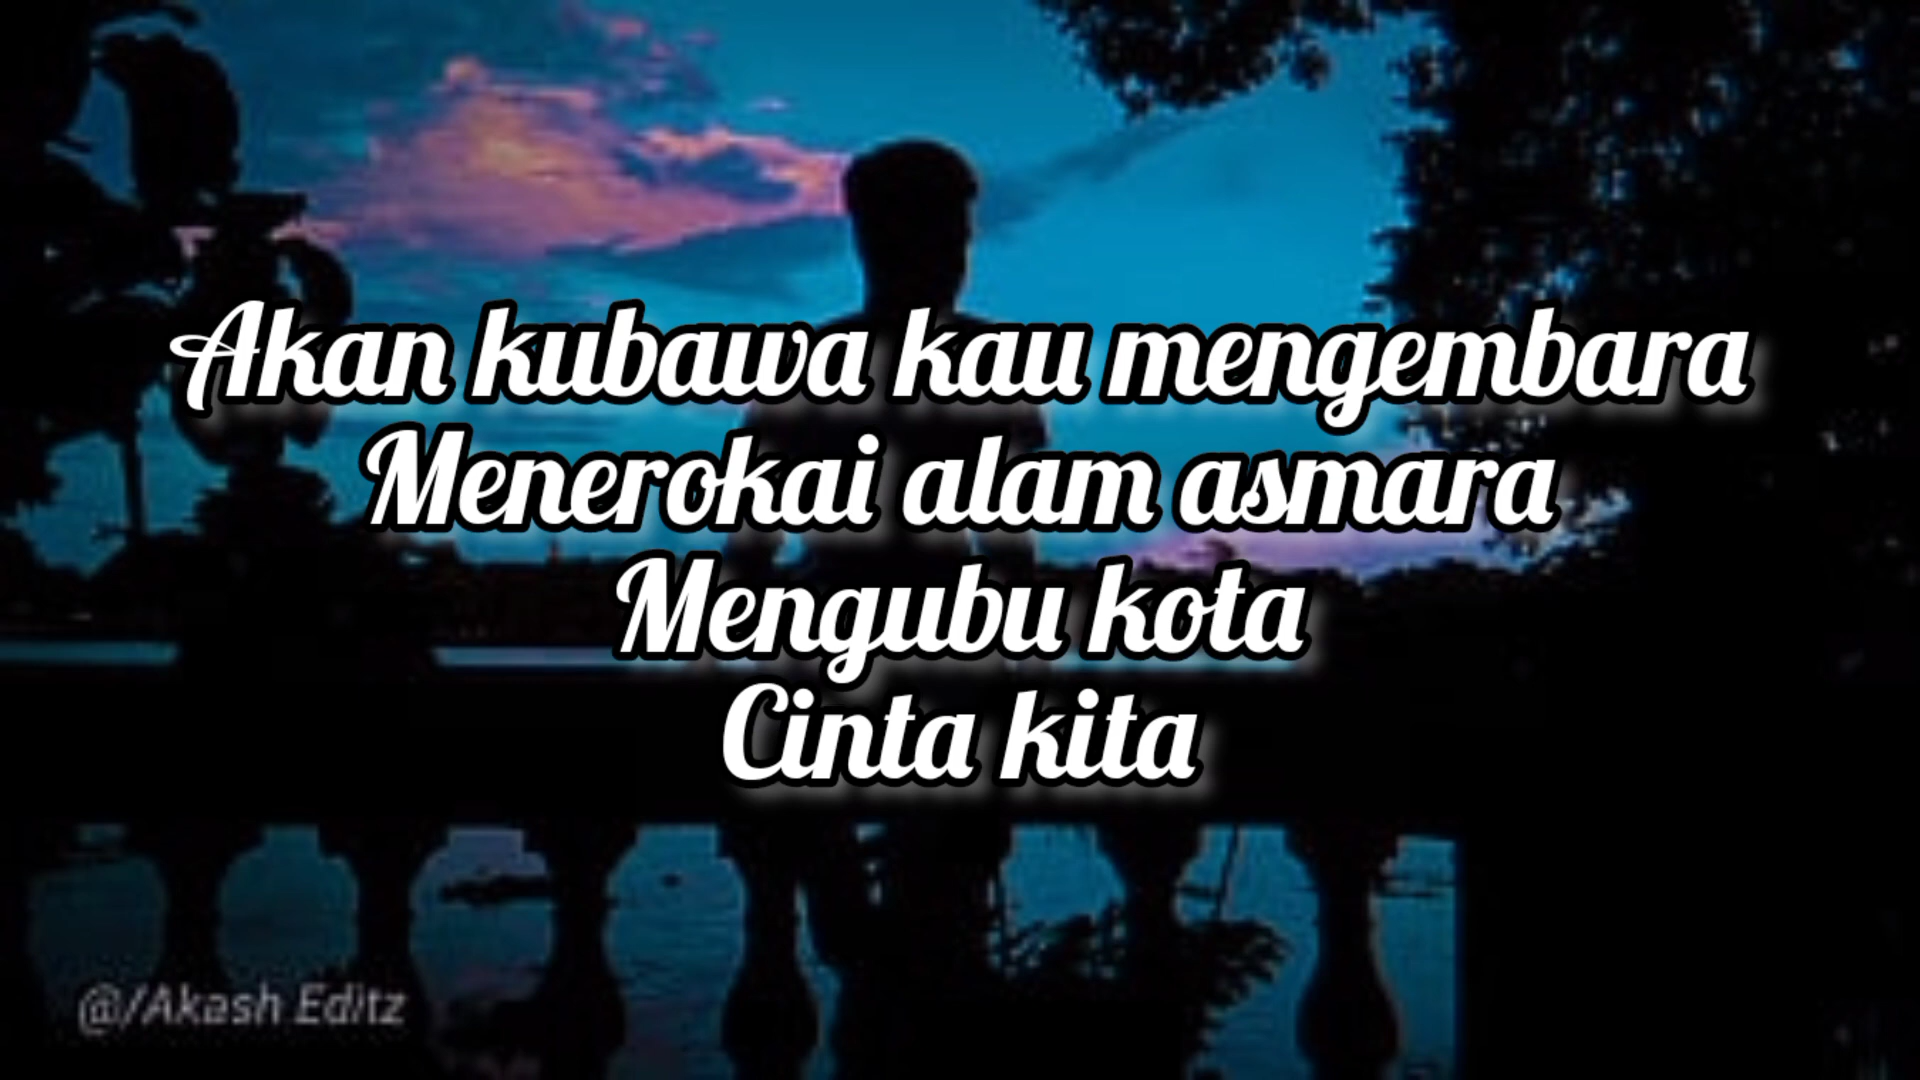 Akan kubawa kau mengembara
Menerokai alam asmara
Mengubu kota
Cinta kita
@/Akash Editz